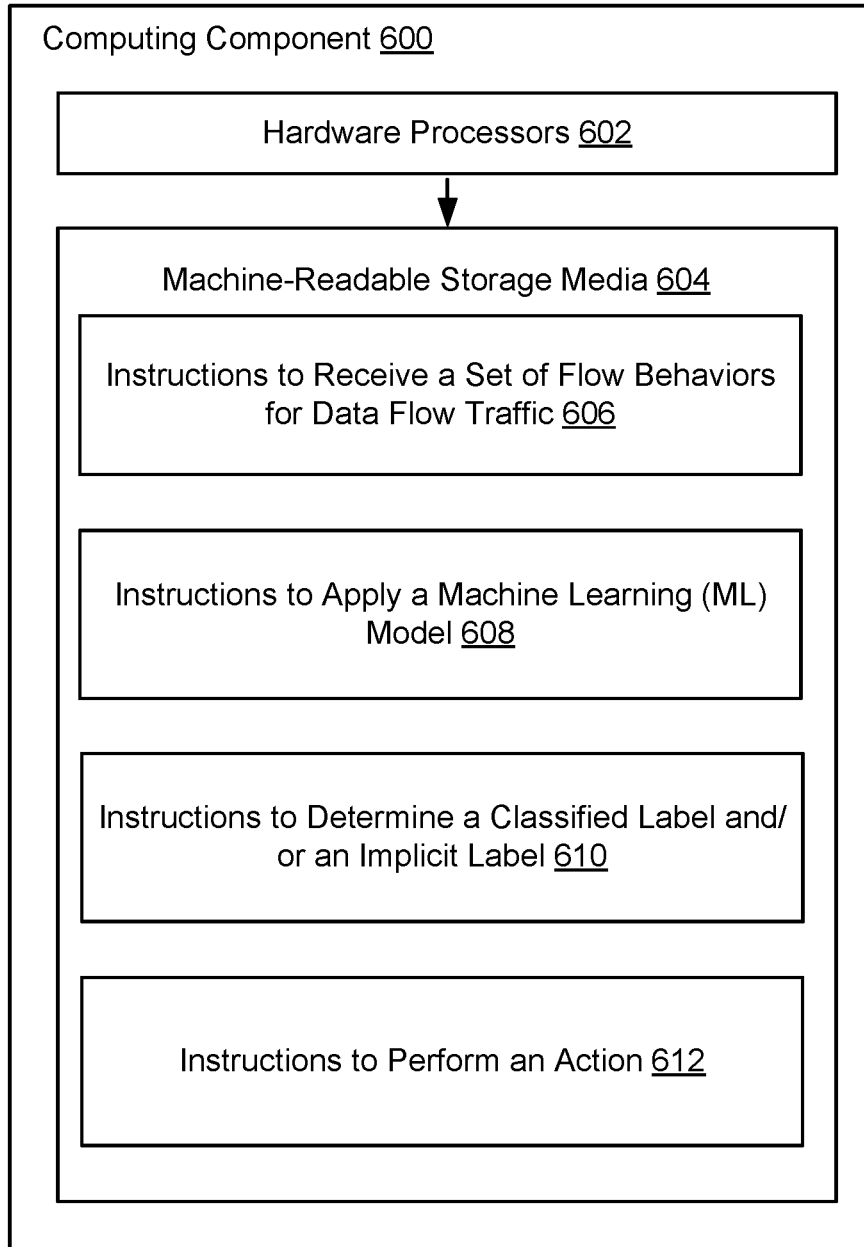 Computing Component 600
Hardware Processors 602
Machine-Readable Storage Media 604
Instructions to Receive a Set of Flow Behaviors
for Data Flow Traffic 606
Instructions to Apply a Machine Learning (ML)
Model 608
Instructions to Determine a Classified Label and/
or an Implicit Label 610
Instructions to Perform an Action 612